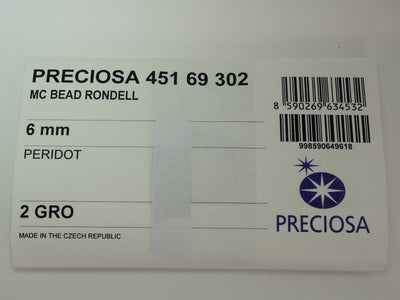 PRECIOSA 451 69 302
MC BEAD RONDELL
6 mm
PERIDOT
2 GRO
MADE IN THE CZECH REPUBLIC
8 590269 634532
998590649618
PRECIOSA